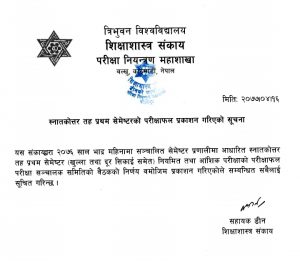 त्रिभुवन विश्वविद्यालय
शिक्षाशास्त्र संकाय
परीक्षा नियन्त्रण महाशाखा
बल्खु, काठमाडौं, नेपाल
मिति: २०७७०४।१६
स्नातकोत्तर तह प्रथम सेमेष्टरको परीक्षाफल प्रकाशन गरिएको सूचना
यस संकायद्वारा २०७६ साल भाद्र महिनामा सञ्चालित सेमेष्टर प्रणालीमा आधारित स्नातकोत्तर
तह प्रथम सेमेष्टर (खुल्ला तथा दुर सिकाई समेत) नियमित तथा आंशिक परीक्षाको परीक्षाफल
परीक्षा सञ्चालक समितिको बैठकको निर्णय बमोजिम प्रकाशन गरिएकोले सम्बन्धित सबैलाई
सूचित गरिन्छ ।
सहायक डीन
शिक्षाशास्त्र संकाय